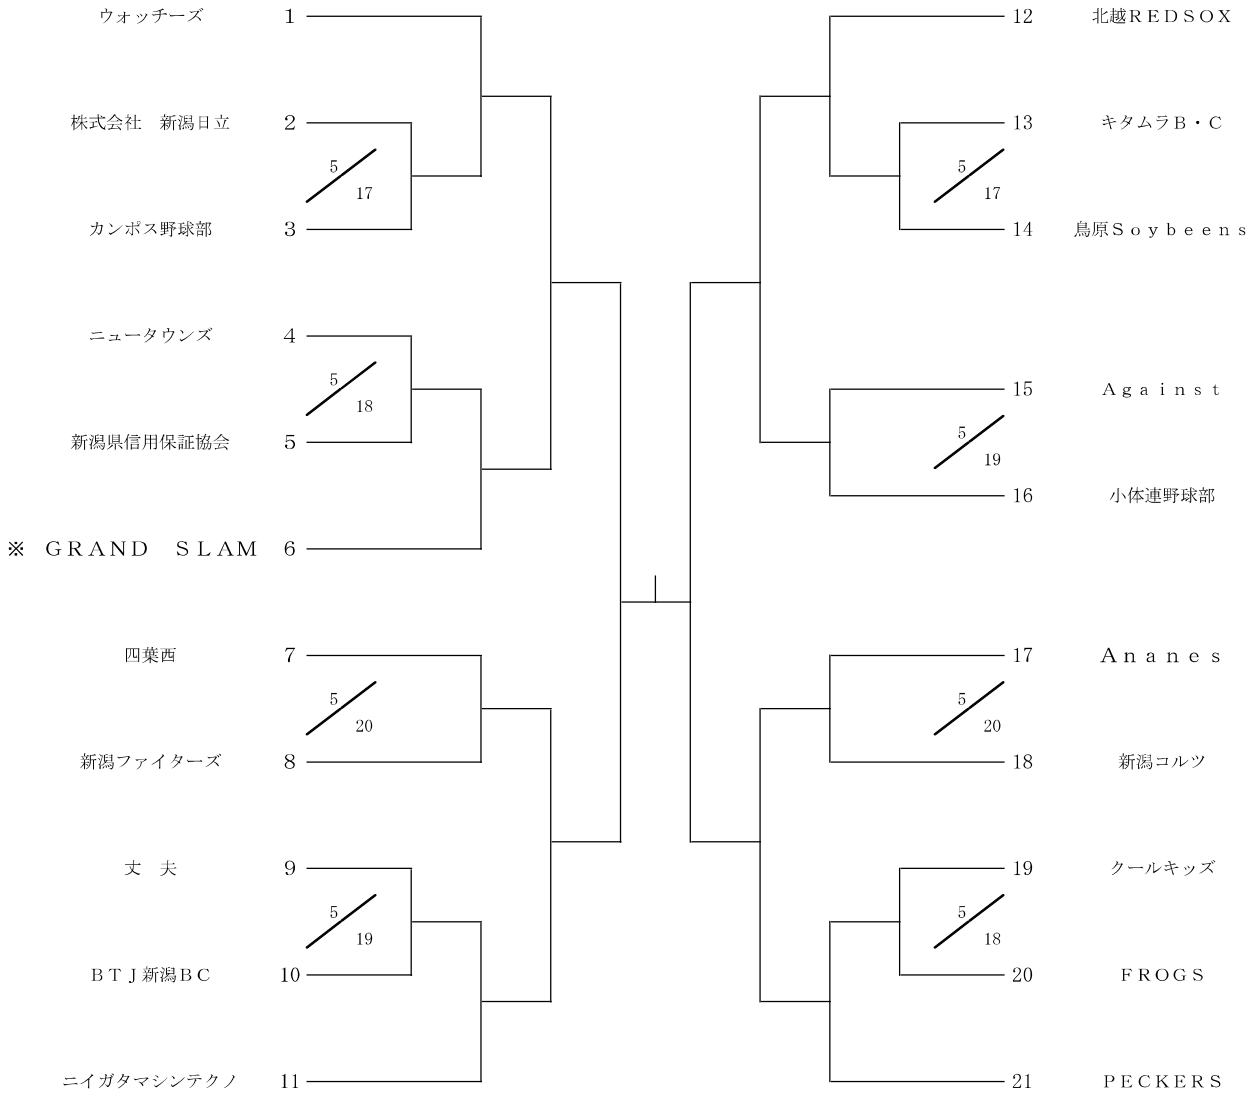 ウォッチーズ 1
株式会社　新潟日立 2
5/17
カンポス野球部 3
ニュータウンズ 4
5/18
新潟県信用保証協会 5
※ ＧＲＡＮＤ　ＳＬＡＭ 6
四葉西 7
5/20
新潟ファイターズ 8
丈　夫 9
5/19
ＢＴＪ新潟ＢＣ 10
ニイガタマシンテクノ 11
12 北越ＲＥＤＳＯＸ
13 キタムラＢ・Ｃ
5/17
14 鳥原Ｓｏｙｂｅｅｎｓ
15 Ａｇａｉｎｓｔ
5/19
16 小体連野球部
17 Ａｎａｎｅｓ
5/20
18 新潟コルツ
19 クールキッズ
5/18
20 ＦＲＯＧＳ
21 ＰＥＣＫＥＲＳ